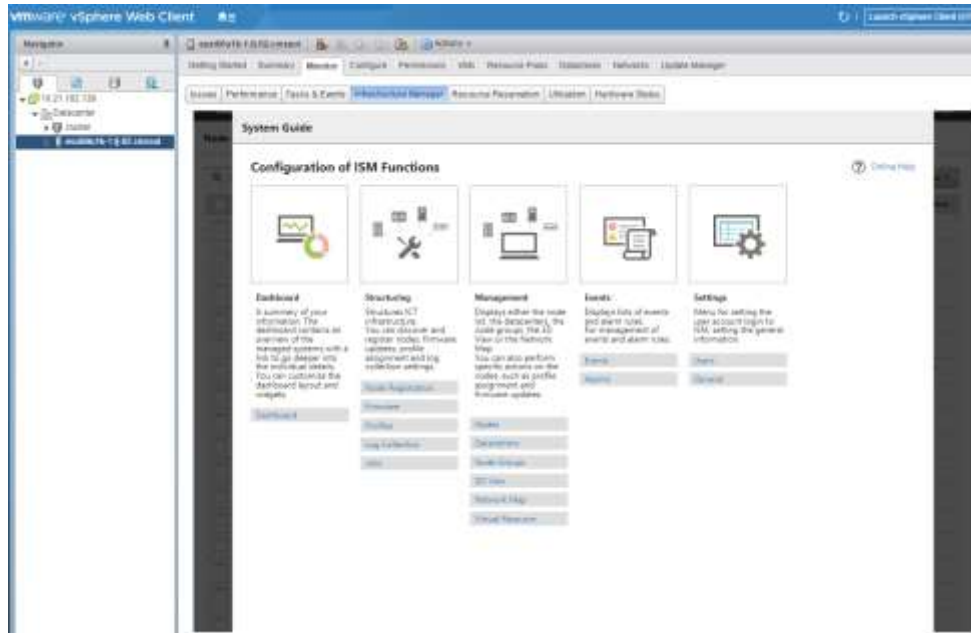 vmware vSphere Web Client
Launch vSphere Client
Navigator
Actions
Getting Started Summary Monitor Configure Permissions VMs Resource Pools Datastores Networks Update Manager
Issues Performance Tasks & Events Infrastructure Manager Resource Reservation Utilization Hardware Status
Datacenter
cluster
System Guide
Configuration of ISM Functions
Online Help
Dashboard
A summary of your
information. The
dashboard contains an
overview of the
managed systems with a
link to go deeper into
the individual details.
You can customize the
dashboard layout and
widgets.
Dashboard
Structuring
Structures ICT
infrastructure.
You can discover and
register nodes, firmware
updates, profile
assignment and log
collection settings.
Node Registration
Firmware
Profiles
Log Collection
Jobs
Management
Displays either the node
list, the datacenters, the
node groups, the 3D
View or the Network
Map.
You can also perform
specific actions on the
nodes, such as profile
assignment and
firmware updates.
Nodes
Datacenters
Node Groups
3D View
Network Map
Virtual Resource
Events
Displays lists of events
and alarm rules.
For management of
events and alarm rules.
Events
Alarms
Settings
Menu for setting the
user account login to
ISM, setting the general
information.
Users
General